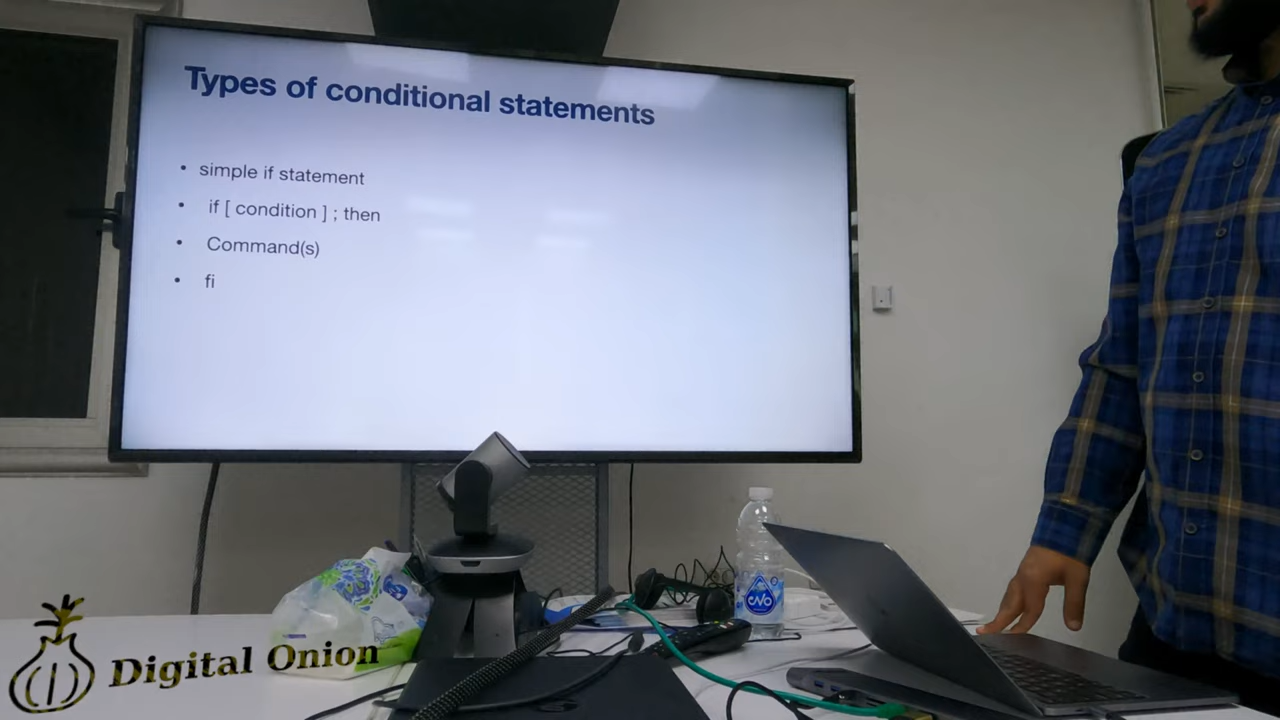 Types of conditional statements
• simple if statement
• if [ condition ] ; then
• Command(s)
• fi
Digital Onion